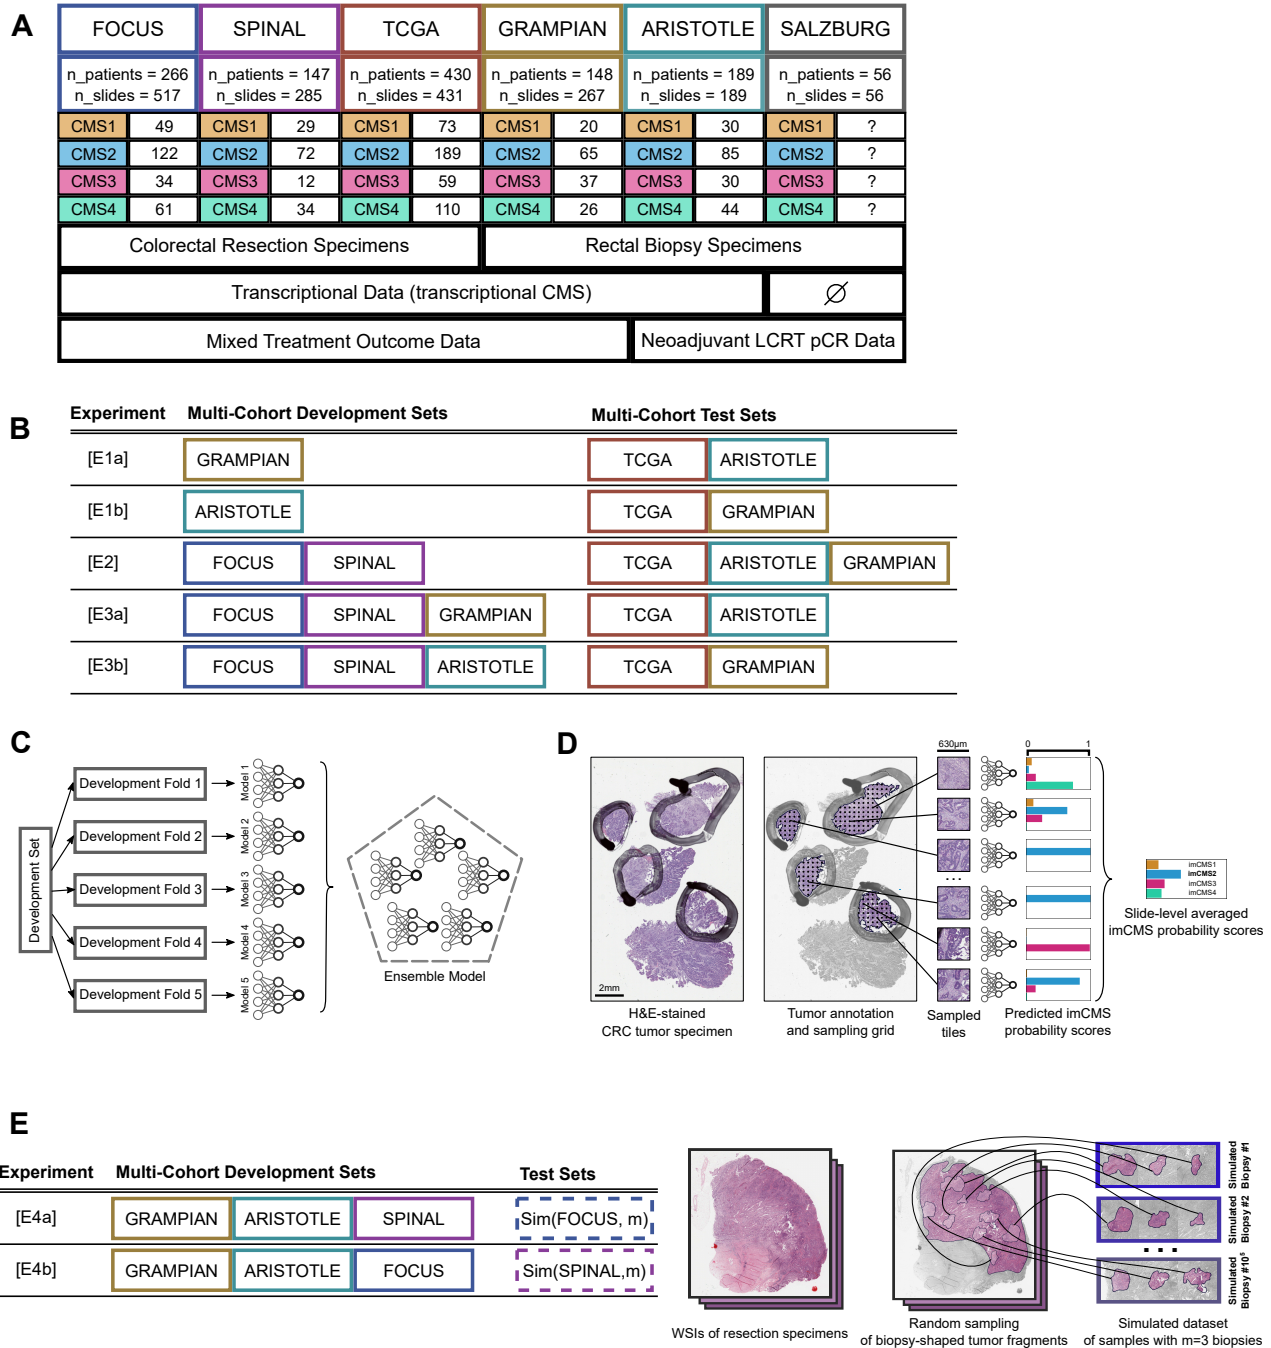 A
FOCUS SPINAL TCGA GRAMPIAN ARISTOTLE SALZBURG
n_patients = 266 n_patients = 147 n_patients = 430 n_patients = 148 n_patients = 189 n_patients = 56
n_slides = 517 n_slides = 285 n_slides = 431 n_slides = 267 n_slides = 189 n_slides = 56
CMS1 49 CMS1 29 CMS1 73 CMS1 20 CMS1 30 CMS1 ?
CMS2 122 CMS2 72 CMS2 189 CMS2 65 CMS2 85 CMS2 ?
CMS3 34 CMS3 12 CMS3 59 CMS3 37 CMS3 30 CMS3 ?
CMS4 61 CMS4 34 CMS4 110 CMS4 26 CMS4 44 CMS4 ?
Colorectal Resection Specimens Rectal Biopsy Specimens
Transcriptional Data (transcriptional CMS) ∅
Mixed Treatment Outcome Data Neoadjuvant LCRT pCR Data
B
Experiment Multi-Cohort Development Sets Multi-Cohort Test Sets
[E1a] GRAMPIAN TCGA ARISTOTLE
[E1b] ARISTOTLE TCGA GRAMPIAN
[E2] FOCUS SPINAL TCGA ARISTOTLE GRAMPIAN
[E3a] FOCUS SPINAL GRAMPIAN TCGA ARISTOTLE
[E3b] FOCUS SPINAL ARISTOTLE TCGA GRAMPIAN
C
Development Set
Development Fold 1 Model 1
Development Fold 2 Model 2
Development Fold 3 Model 3
Development Fold 4 Model 4
Development Fold 5 Model 5
Ensemble Model
D
630µm 0 1
...
2mm
H&E-stained
CRC tumor specimen
Tumor annotation
and sampling grid
Sampled
tiles
Predicted imCMS
probability scores
imCMS1
imCMS2
imCMS3
imCMS4
Slide-level averaged
imCMS probability scores
E
Experiment Multi-Cohort Development Sets Test Sets
[E4a] GRAMPIAN ARISTOTLE SPINAL Sim(FOCUS, m)
[E4b] GRAMPIAN ARISTOTLE FOCUS Sim(SPINAL,m)
WSIs of resection specimens
Random sampling
of biopsy-shaped tumor fragments
Simulated
Biopsy #1
Simulated
Biopsy #2
...
Simulated
Biopsy #10⁵
Simulated dataset
of samples with m=3 biopsies